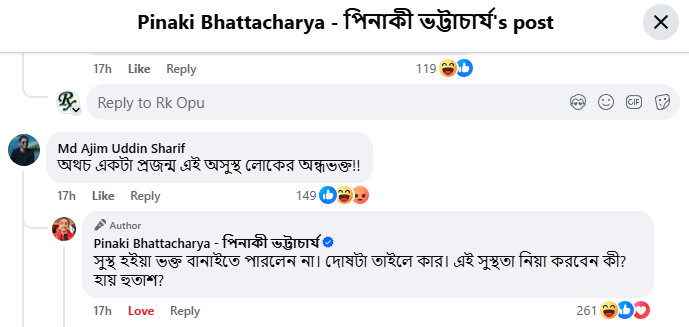 Pinaki Bhattacharya - পিনাকী ভট্টাচার্য's post
17h Like Reply 119
Reply to Rk Opu GIF
Md Ajim Uddin Sharif
অথচ একটা প্রজন্ম এই অসুস্থ লোকের অন্ধভক্ত!!
17h Like Reply 149
Author
Pinaki Bhattacharya - পিনাকী ভট্টাচার্য
সুস্থ হইয়া ভক্ত বানাইতে পারলেন না। দোষটা তাইলে কার। এই সুস্থতা নিয়া করবেন কী?
হায় হুতাশ?
17h Love Reply 261